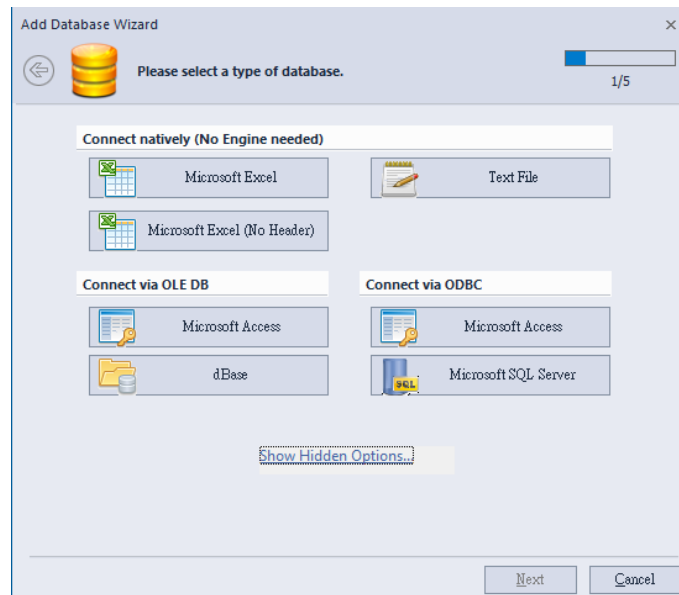 Add Database Wizard
Please select a type of database.
1/5
Connect natively (No Engine needed)
Microsoft Excel
Text File
Microsoft Excel (No Header)
Connect via OLE DB
Connect via ODBC
Microsoft Access
Microsoft Access
dBase
SQL
Microsoft SQL Server
Show Hidden Options...
Next
Cancel